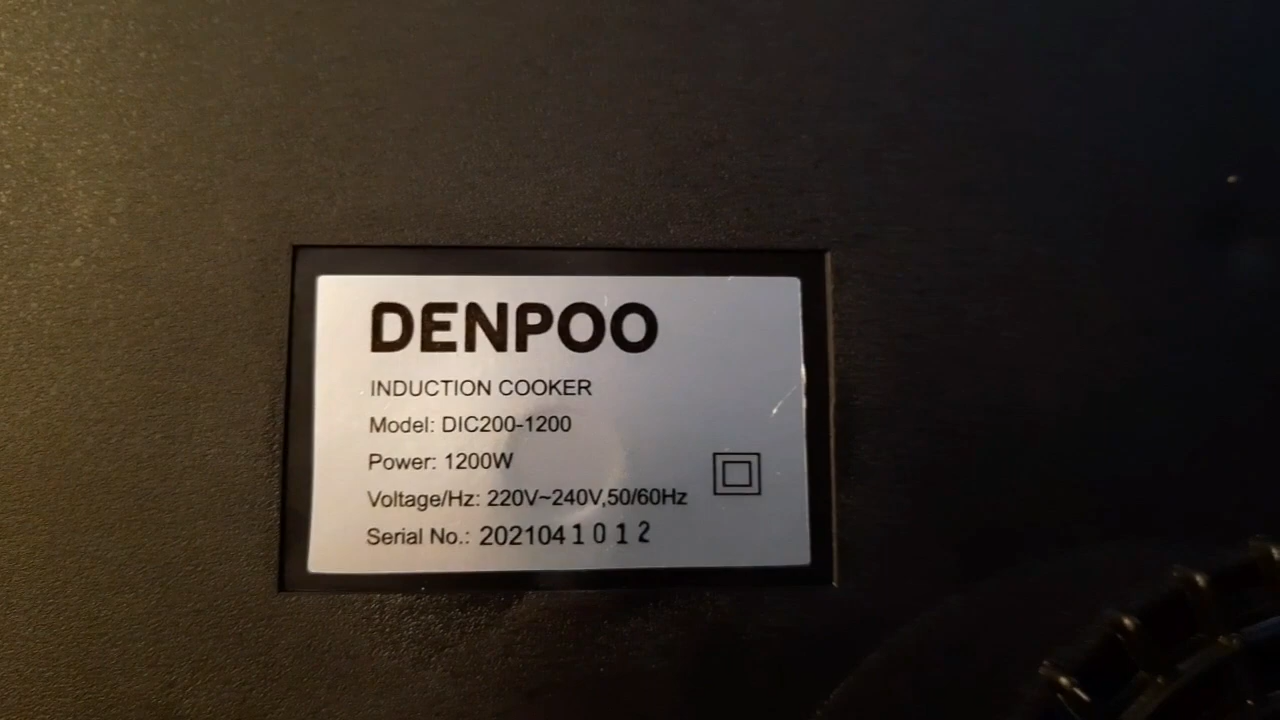 DENPOO
INDUCTION COOKER
Model: DIC200-1200
Power: 1200W
Voltage/Hz: 220V~240V,50/60Hz
Serial No.: 2021041012